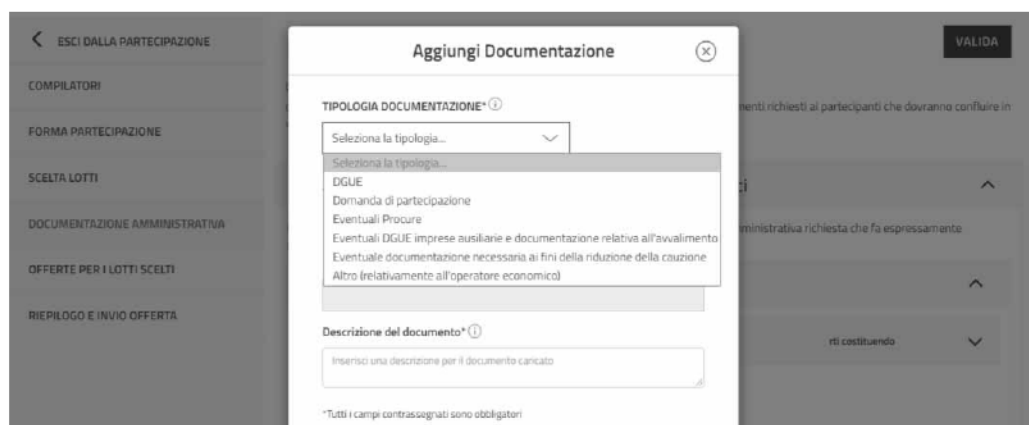 ESCI DALLA PARTECIPAZIONE
COMPILATORI
FORMA PARTECIPAZIONE
SCELTA LOTTI
DOCUMENTAZIONE AMMINISTRATIVA
OFFERTE PER I LOTTI SCELTI
RIEPILOGO E INVIO OFFERTA
Aggiungi Documentazione
TIPOLOGIA DOCUMENTAZIONE*
Seleziona la tipologia...
Seleziona la tipologia...
DGUE
Domanda di partecipazione
Eventuali Procure
Eventuali DGUE imprese ausiliarie e documentazione relativa all'avvalimento
Eventuale documentazione necessaria ai fini della riduzione della cauzione
Altro (relativamente all'operatore economico)
Descrizione del documento*
Inserisci una descrizione per il documento caricato
*Tutti i campi contrassegnati sono obbligatori
VALIDA
menti richiesti ai partecipanti che dovranno confluire in
ministrativa richiesta che fa espressamente
rti costituendo